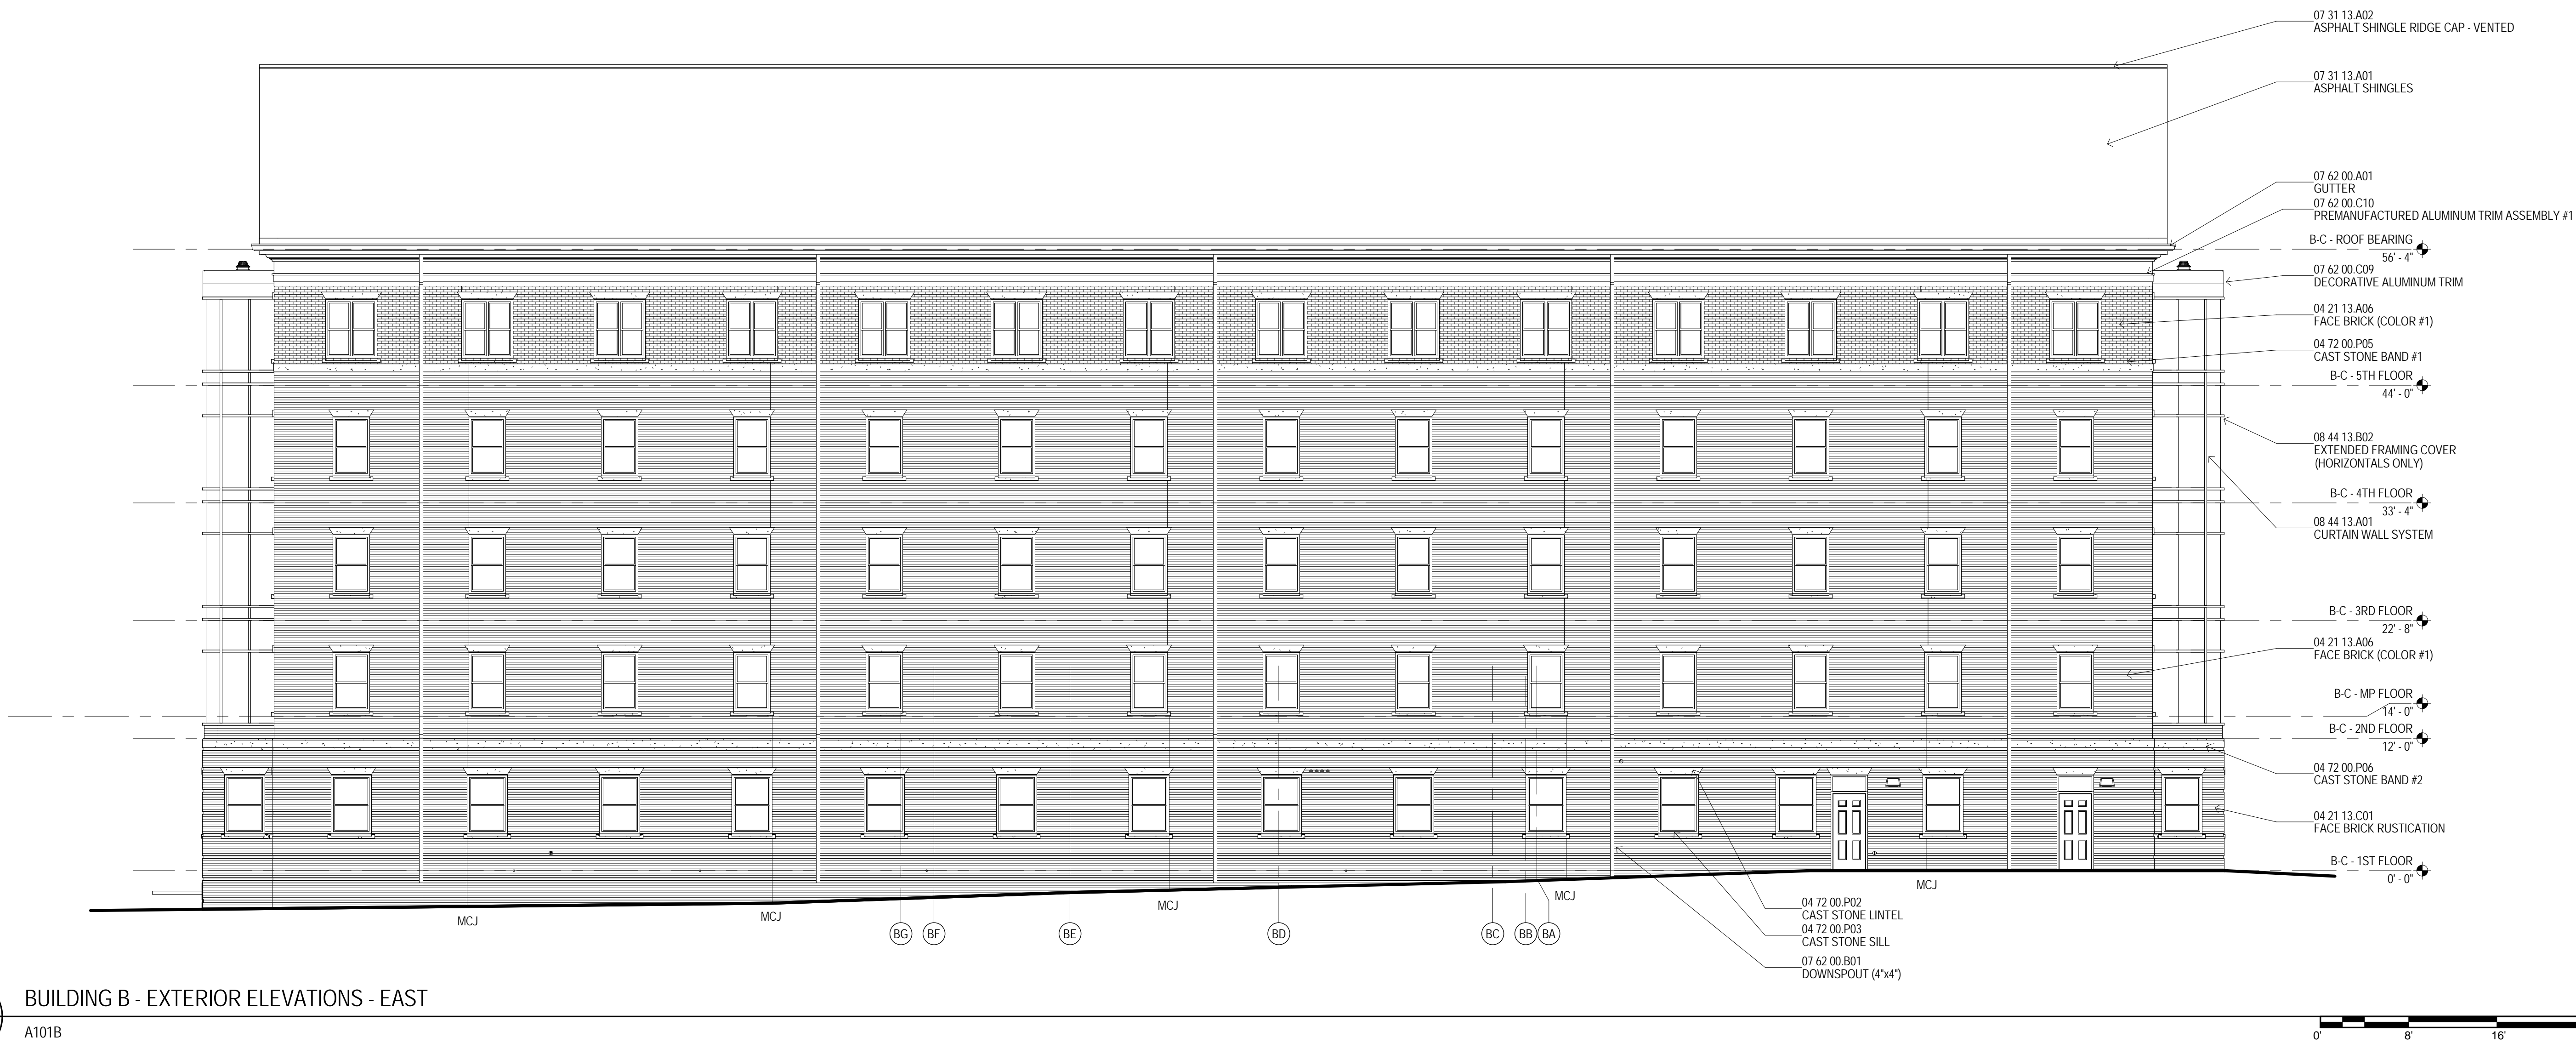 07 31 13.A02
ASPHALT SHINGLE RIDGE CAP - VENTED
07 31 13.A01
ASPHALT SHINGLES
07 62 00.A01
GUTTER
07 62 00.C10
PREMANUFACTURED ALUMINUM TRIM ASSEMBLY #1
B-C - ROOF BEARING
56' - 4"
07 62 00.C09
DECORATIVE ALUMINUM TRIM
04 21 13.A06
FACE BRICK (COLOR #1)
04 72 00.P05
CAST STONE BAND #1
B-C - 5TH FLOOR
44' - 0"
08 44 13.B02
EXTENDED FRAMING COVER
(HORIZONTALS ONLY)
B-C - 4TH FLOOR
33' - 4"
08 44 13.A01
CURTAIN WALL SYSTEM
B-C - 3RD FLOOR
22' - 8"
04 21 13.A06
FACE BRICK (COLOR #1)
B-C - MP FLOOR
14' - 0"
B-C - 2ND FLOOR
12' - 0"
04 72 00.P06
CAST STONE BAND #2
04 21 13.C01
FACE BRICK RUSTICATION
B-C - 1ST FLOOR
0' - 0"
MCJ
MCJ
MCJ
MCJ
MCJ
BG
BF
BE
BD
BC
BB
BA
04 72 00.P02
CAST STONE LINTEL
04 72 00.P03
CAST STONE SILL
07 62 00.B01
DOWNSPOUT (4"x4")
BUILDING B - EXTERIOR ELEVATIONS - EAST
A101B
0' 8' 16'